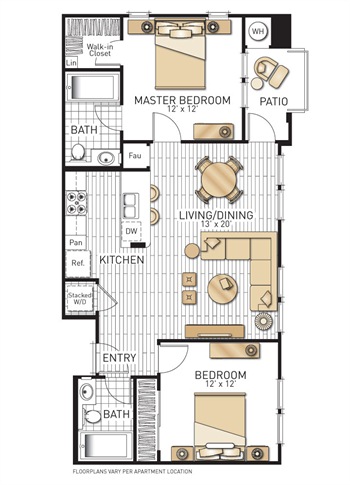 WH
Walk-in
Closet
Lin
MASTER BEDROOM
12' x 12'
PATIO
BATH
Fau
LIVING/DINING
13' x 20'
DW
Pan
KITCHEN
Ref.
Stacked
W/D
ENTRY
BEDROOM
12' x 12'
BATH
FLOORPLANS VARY PER APARTMENT LOCATION